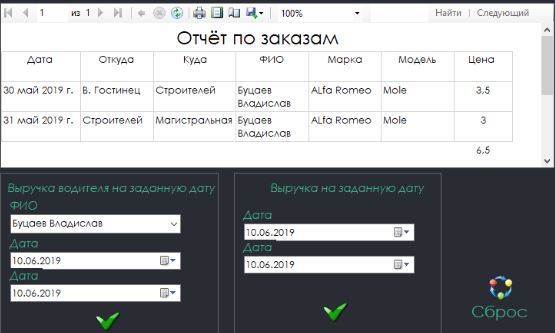 1 из 1 100% Найти | Следующий
Отчёт по заказам
Дата Откуда Куда ФИО Марка Модель Цена
30 май 2019 г. В. Гостинец Строителей Буцаев ALfa Romeo Mole 3,5
Владислав
31 май 2019 г. Строителей Магистральная Буцаев ALfa Romeo Mole 3
Владислав
6,5
Выручка водителя на заданную дату
ФИО
Буцаев Владислав
Дата
10.06.2019
Дата
10.06.2019
Выручка на заданную дату
Дата
10.06.2019
Дата
10.06.2019
Сброс